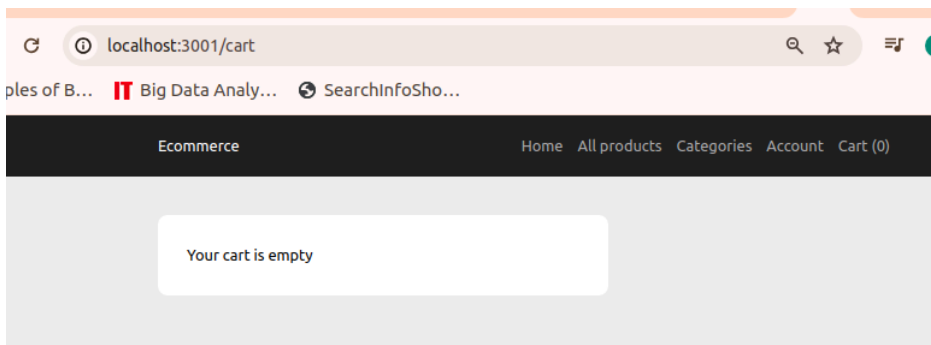 localhost:3001/cart
ples of B... IT Big Data Analy... SearchInfoSho...
Ecommerce Home All products Categories Account Cart (0)
Your cart is empty